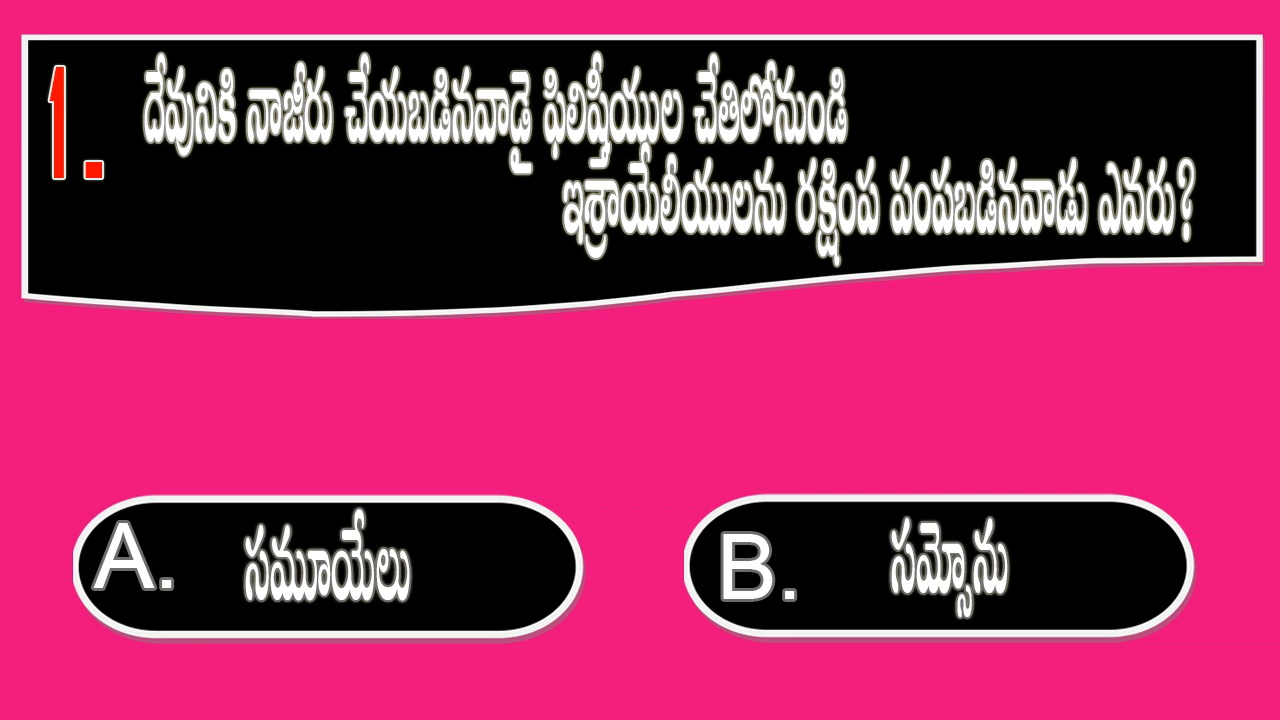 1. దేవునికి నాజీరు చేయబడినవాడై ఫిలిష్తీయుల చేతిలోనుండి
ఇశ్రాయేలీయులను రక్షింప పంపబడినవాడు ఎవరు?
A. సమూయేలు
B. సమ్సోను